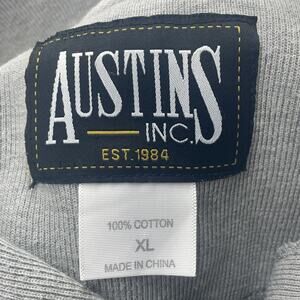 AUSTINS
INC.
EST. 1984
100% COTTON
XL
MADE IN CHINA